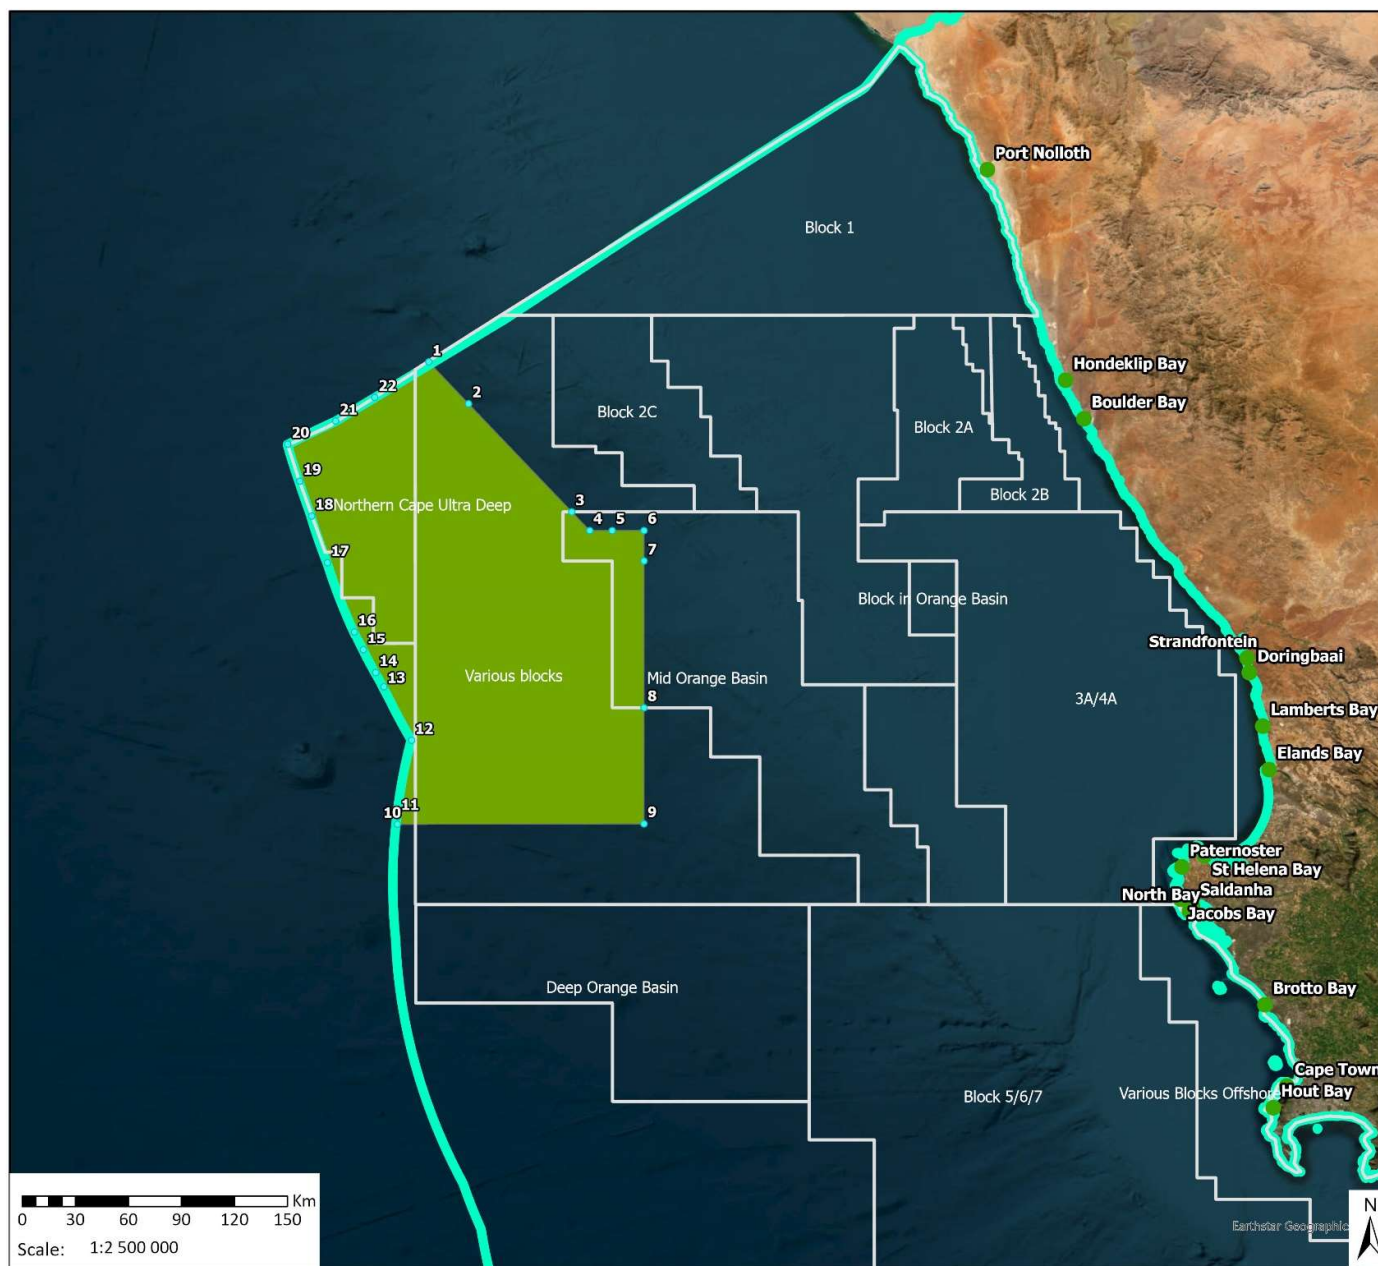 Port Nolloth
Block 1
1
Hondeklip Bay
22
2
Block 2C
Boulder Bay
21
Block 2A
20
19
Block 2B
18
Northern Cape Ultra Deep
3
4
5
6
17
7
Block in Orange Basin
16
15
Strandfontein
Doringbaai
14
13
Various blocks
Mid Orange Basin
8
3A/4A
Lamberts Bay
12
Elands Bay
10
11
9
Paternoster
St Helena Bay
North Bay
Saldanha
Jacobs Bay
Deep Orange Basin
Brotto Bay
Cape Town
Block 5/6/7
Various Blocks Offshore
Hout Bay
Km
0 30 60 90 120 150
Scale: 1:2 500 000
N
Earthstar Geographic